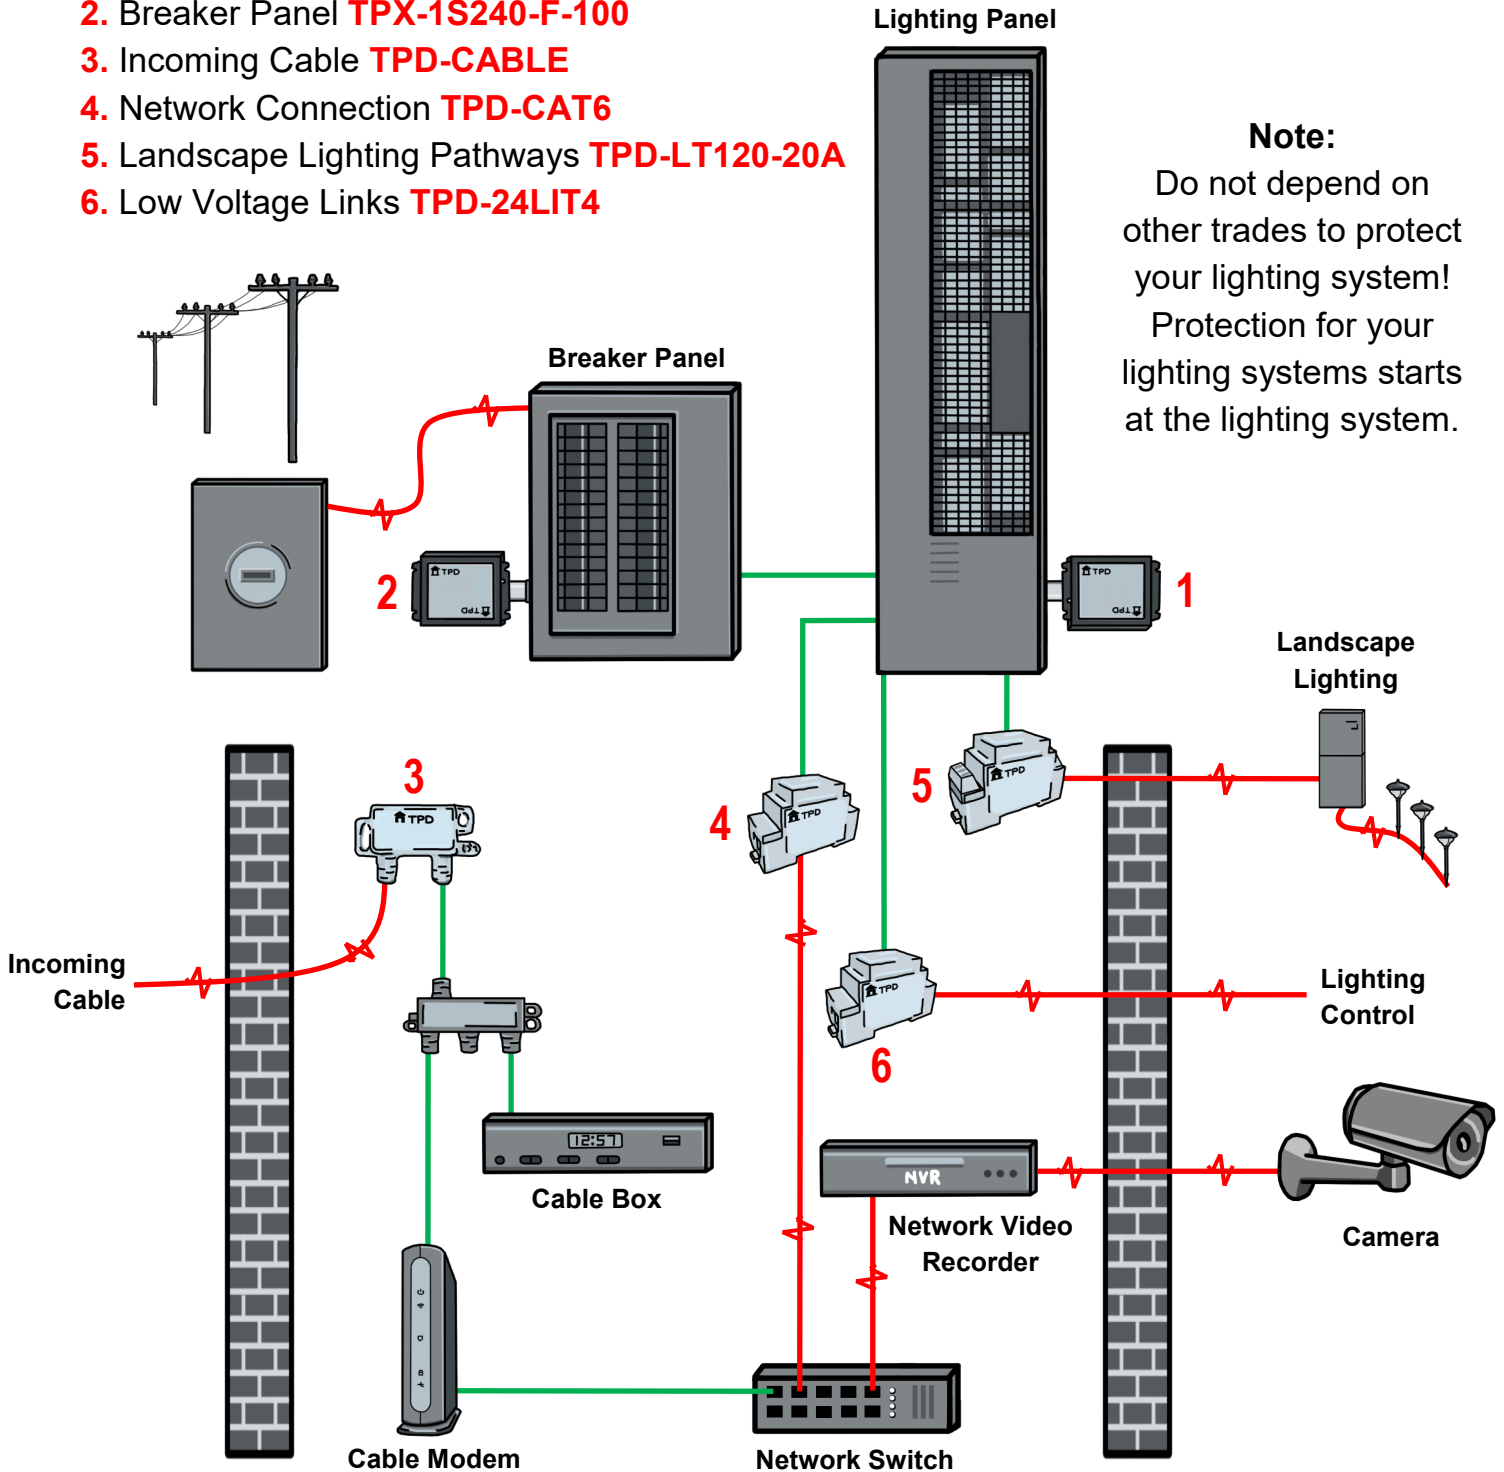 2. Breaker Panel TPX-1S240-F-100
3. Incoming Cable TPD-CABLE
4. Network Connection TPD-CAT6
5. Landscape Lighting Pathways TPD-LT120-20A
6. Low Voltage Links TPD-24LIT4
Lighting Panel
Note:
Do not depend on
other trades to protect
your lighting system!
Protection for your
lighting systems starts
at the lighting system.
Breaker Panel
2
TPD
TPD
TPD
TPD
1
Landscape
Lighting
3
TPD
4
TPD
5
TPD
Incoming
Cable
TPD
6
Lighting
Control
12:57
Cable Box
NVR
Network Video
Recorder
Camera
Cable Modem
Network Switch